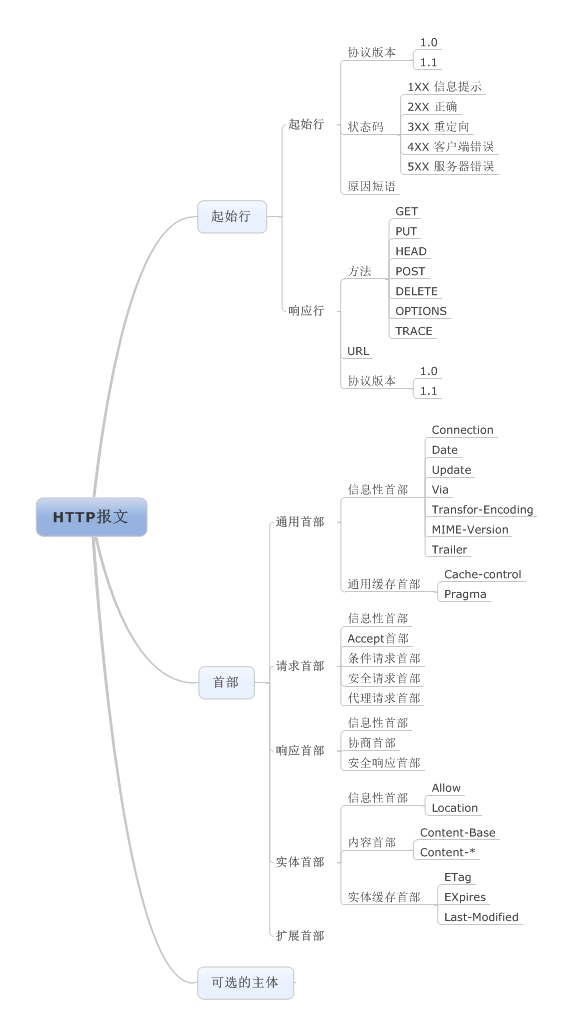 HTTP报文
起始行
起始行
协议版本
1.0
1.1
状态码
1XX 信息提示
2XX 正确
3XX 重定向
4XX 客户端错误
5XX 服务器错误
原因短语
响应行
方法
GET
PUT
HEAD
POST
DELETE
OPTIONS
TRACE
URL
协议版本
1.0
1.1
首部
通用首部
信息性首部
Connection
Date
Update
Via
Transfor-Encoding
MIME-Version
Trailer
通用缓存首部
Cache-control
Pragma
请求首部
信息性首部
Accept首部
条件请求首部
安全请求首部
代理请求首部
响应首部
信息性首部
协商首部
安全响应首部
实体首部
信息性首部
Allow
Location
内容首部
Content-Base
Content-*
实体缓存首部
ETag
EXpires
Last-Modified
扩展首部
可选的主体